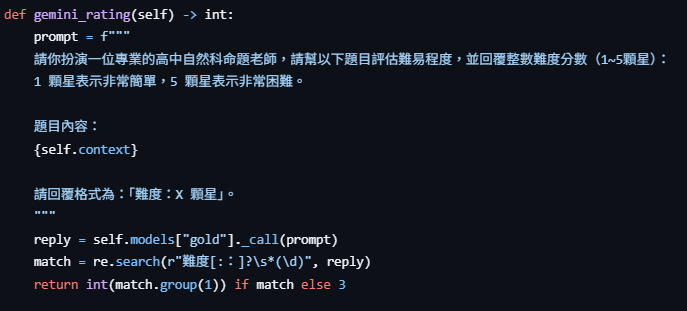 def gemini_rating(self) -> int:
    prompt = f"""
    請你扮演一位專業的高中自然科命題老師，請幫以下題目評估難易程度，並回覆整數難度分數（1~5顆星）：
    1 顆星表示非常簡單，5 顆星表示非常困難。

    題目內容：
    {self.context}

    請回覆格式為：「難度：X 顆星」。
    """
    reply = self.models["gold"]._call(prompt)
    match = re.search(r"難度[:：]?\s*(\d)", reply)
    return int(match.group(1)) if match else 3